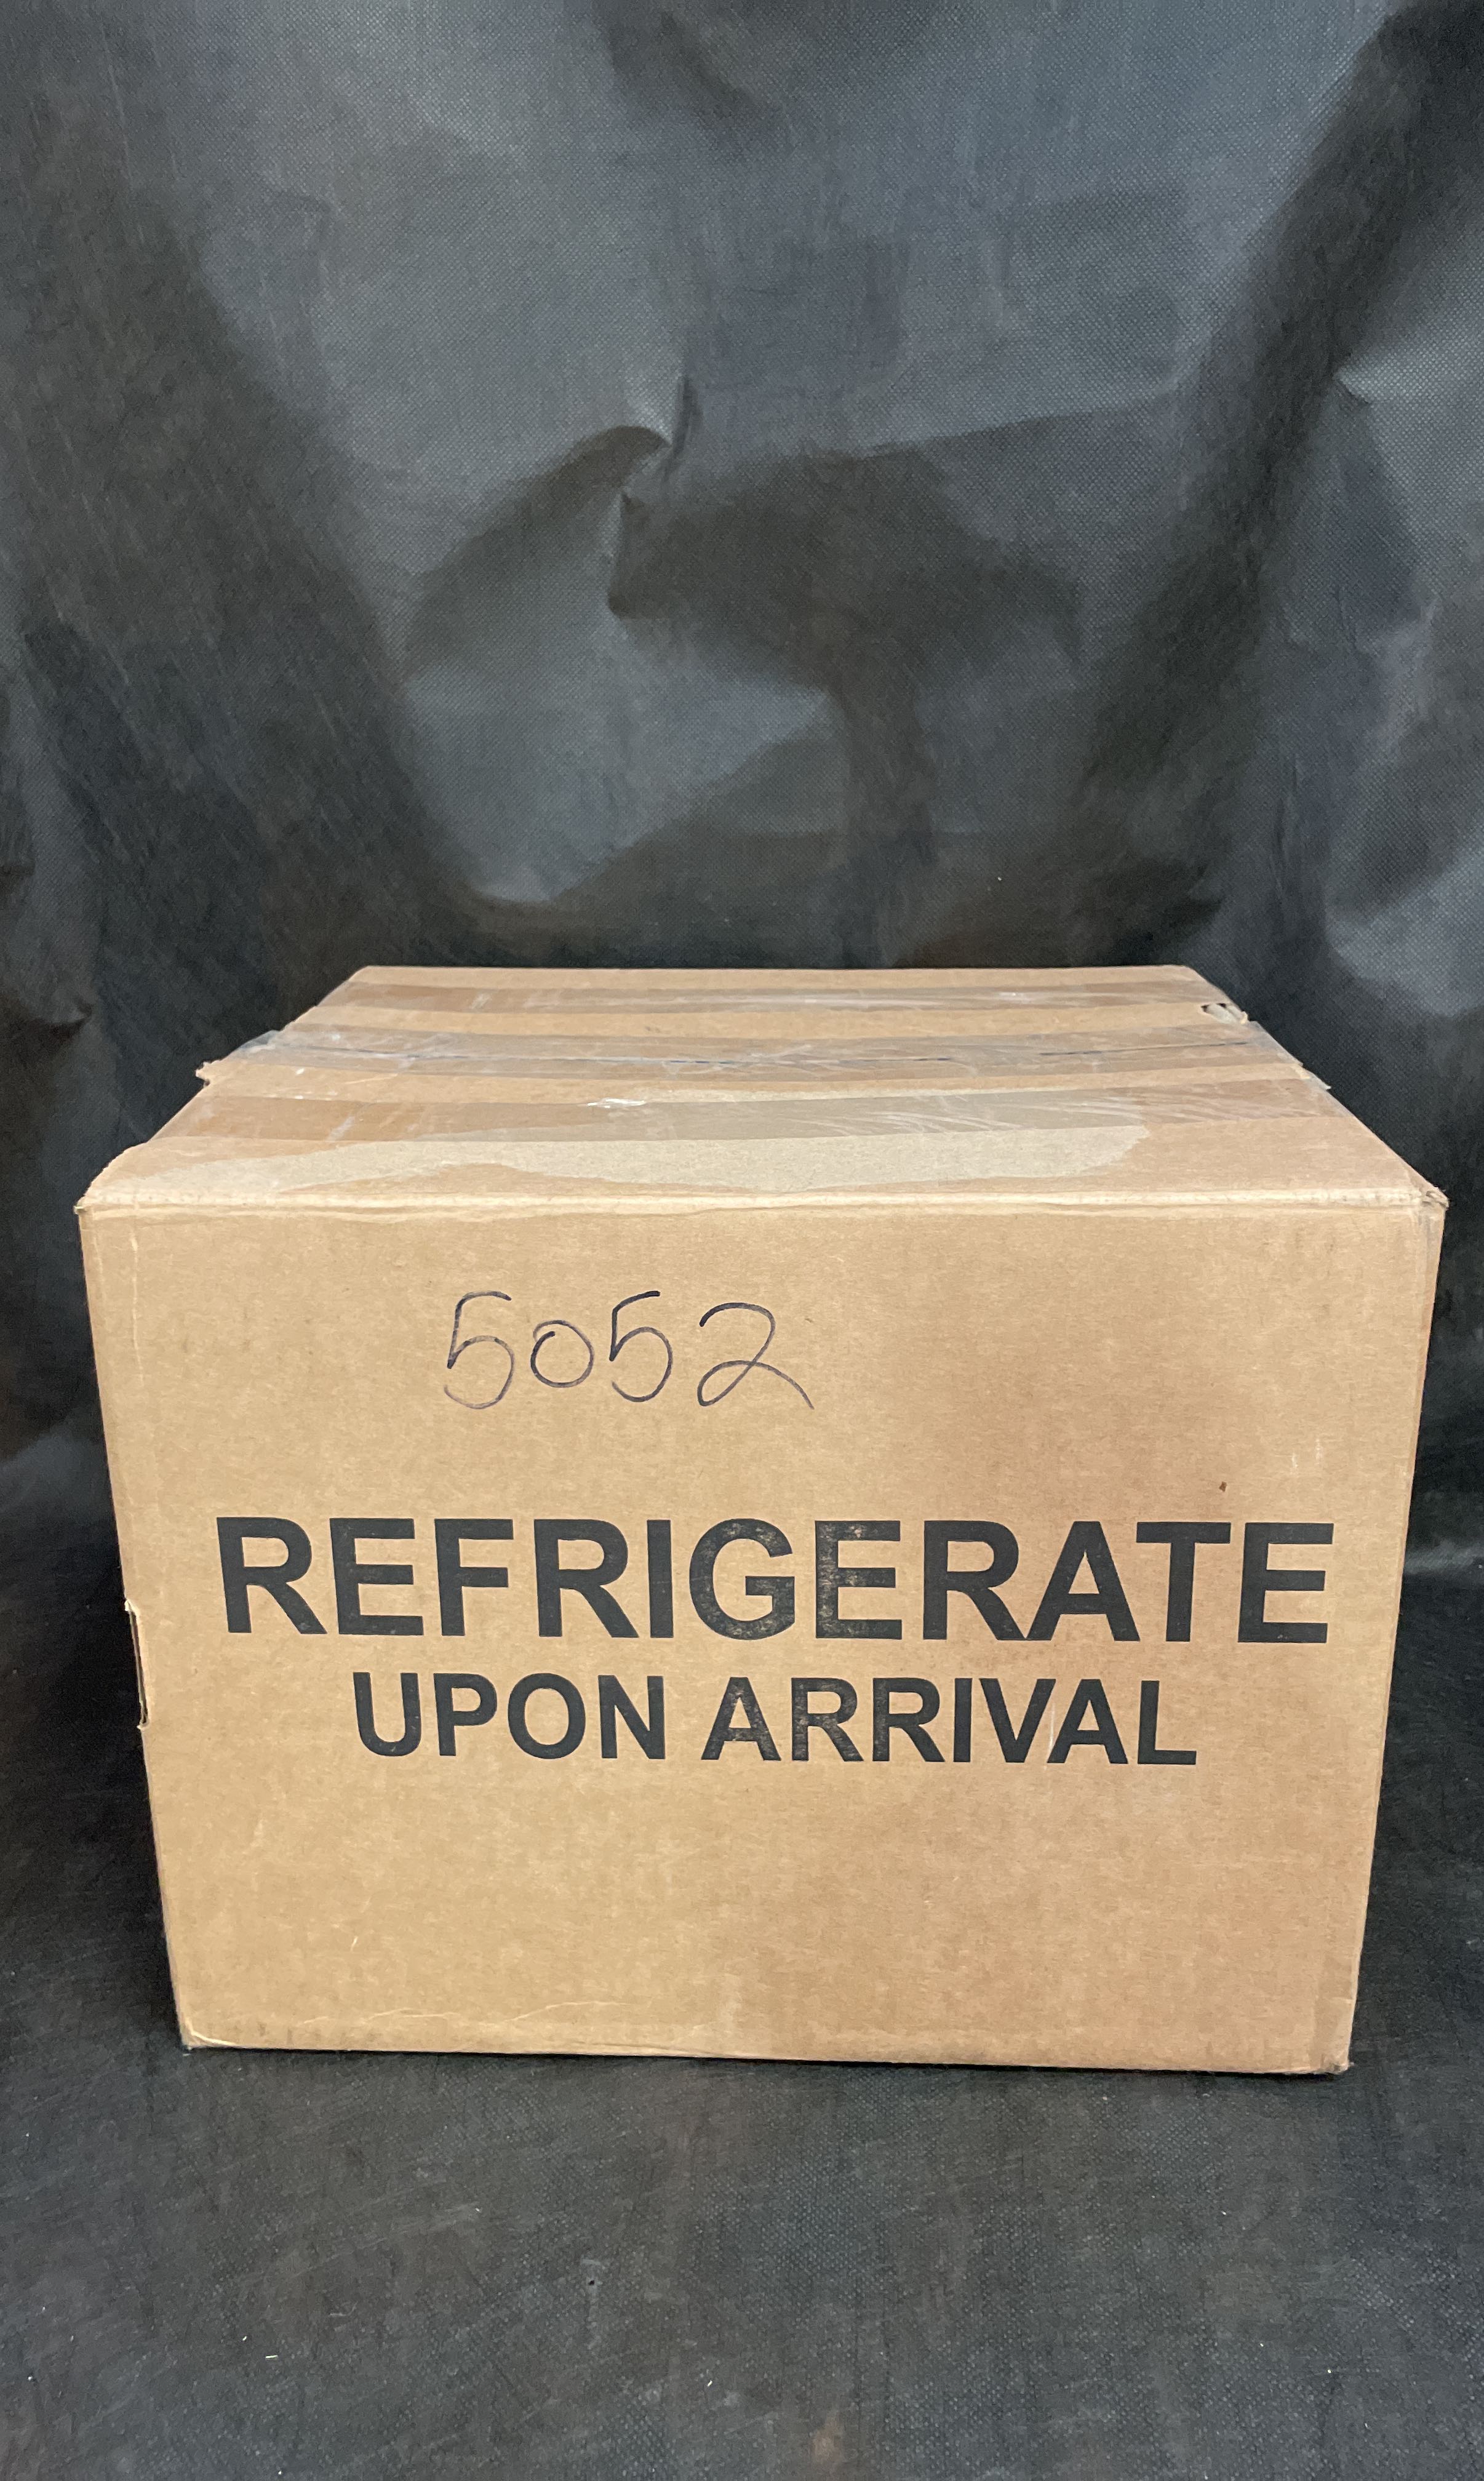 5052
REFRIGERATE
UPON ARRIVAL